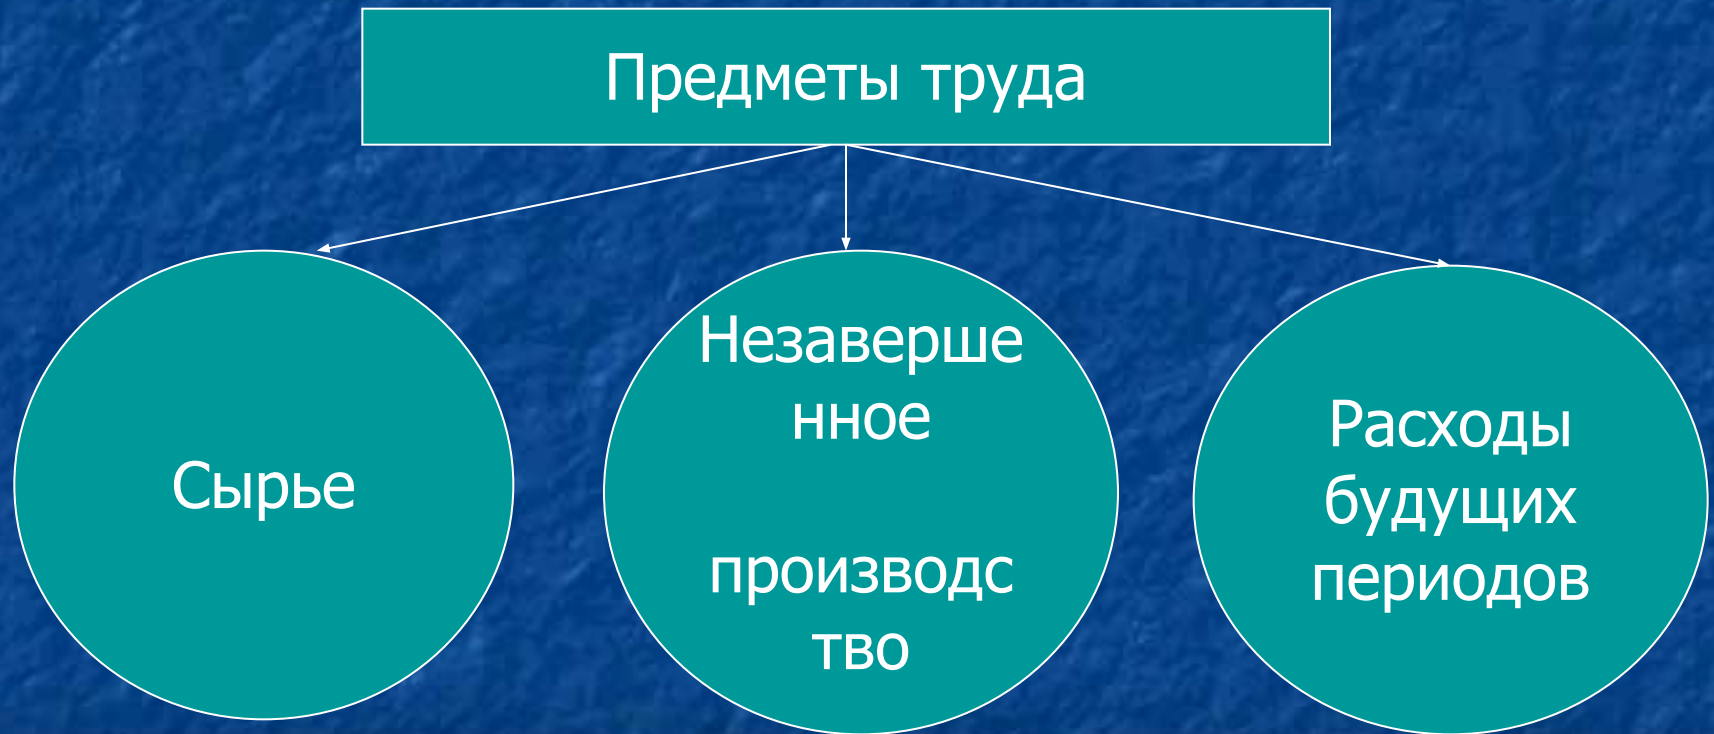 Предметы труда
Сырье
Незаверше
нное
производс
тво
Расходы
будущих
периодов